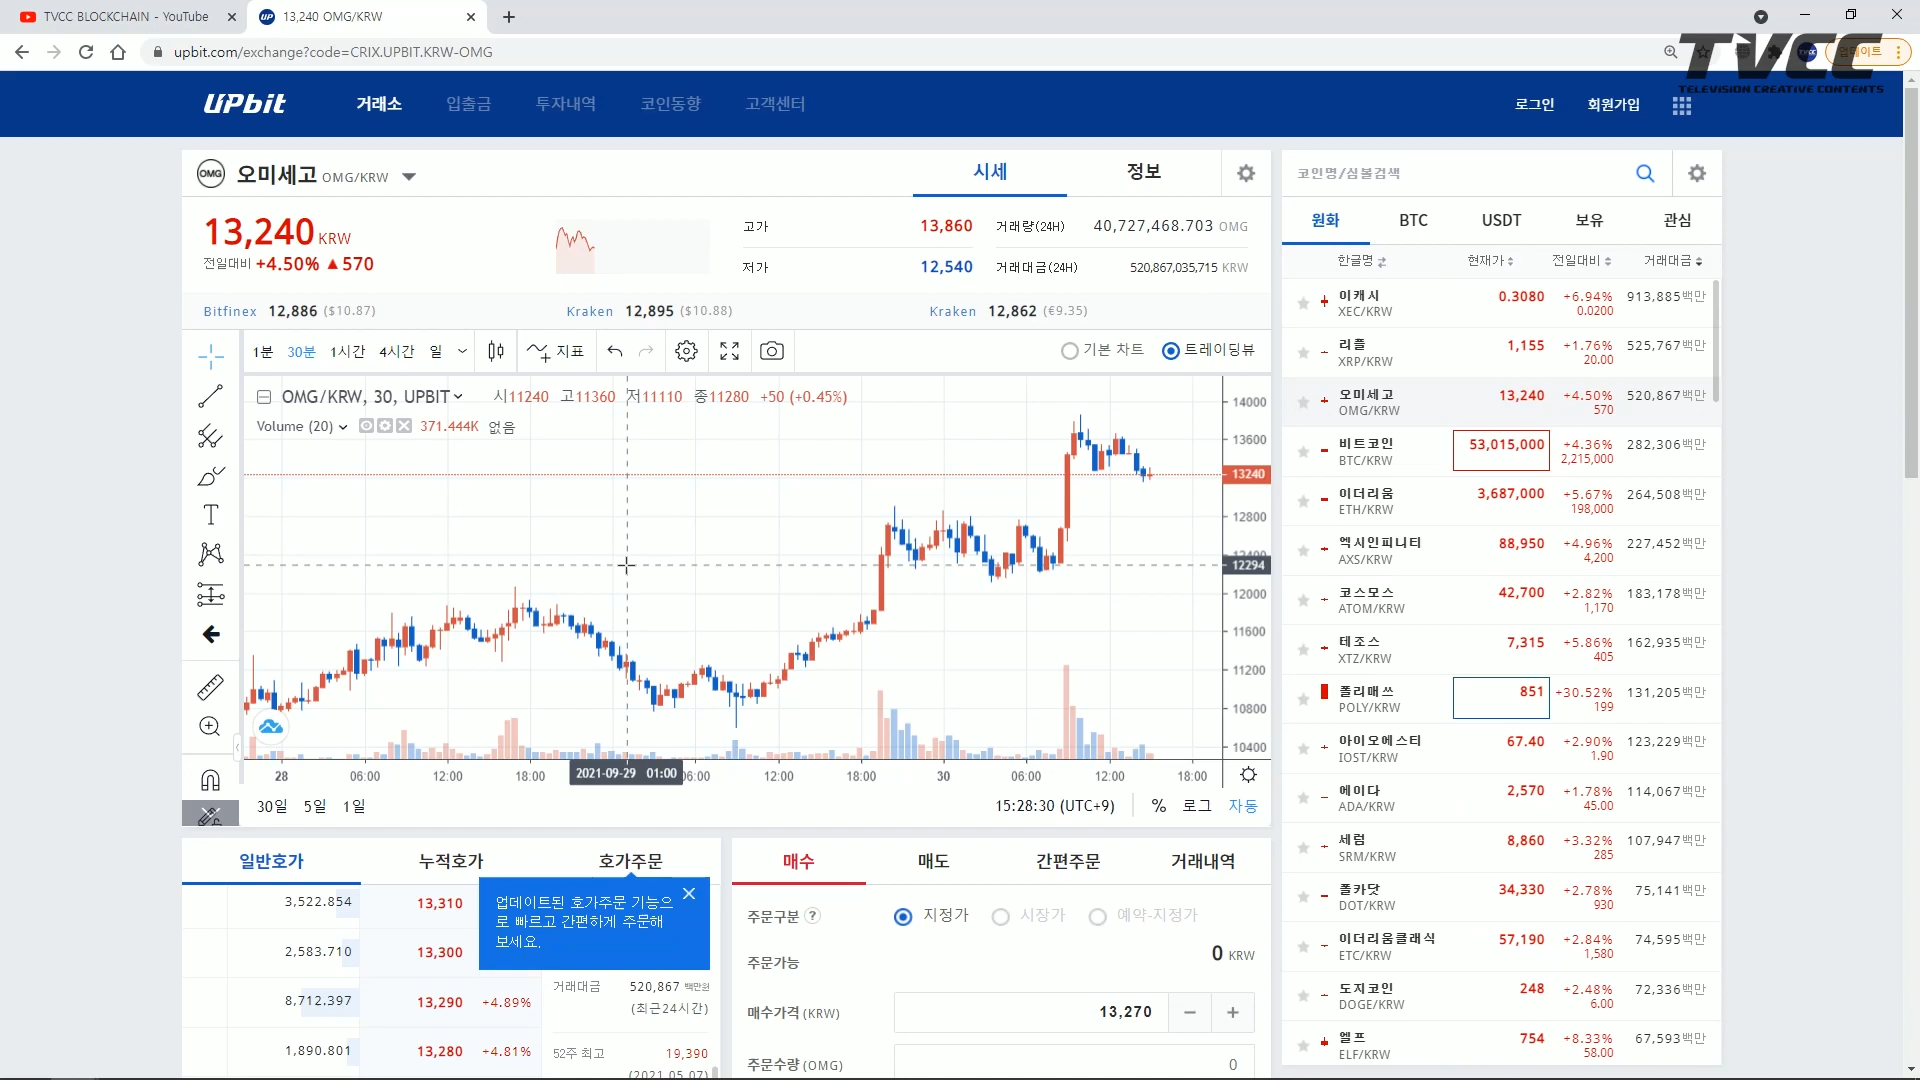 TVCC BLOCKCHAIN - YouTube
13,240 OMG/KRW
upbit.com/exchange?code=CRIX.UPBIT.KRW-OMG
TVCC
TELEVISION CREATIVE CONTENTS
UPbit
거래소
입출금
투자내역
코인동향
고객센터
로그인
회원가입
OMG
오미세고 OMG/KRW
시세
정보
13,240 KRW
전일대비 +4.50% ▲570
고가 13,860
거래량(24H) 40,727,468.703 OMG
저가 12,540
거래대금(24H) 520,867,035,715 KRW
Bitfinex 12,886 ($10.87)
Kraken 12,895 ($10.88)
Kraken 12,862 (€9.35)
1분 30분 1시간 4시간 일
지표
기본 차트
트레이딩뷰
OMG/KRW, 30, UPBIT
시11240 고11360 저11110 종11280 +50 (+0.45%)
Volume (20) 371.444K 없음
14000
13600
13240
12800
12400
12294
12000
11600
11200
10800
10400
28 06:00 12:00 18:00 2021-09-29 01:00 06:00 12:00 18:00 30 06:00 12:00 18:00
30일 5일 1일
15:28:30 (UTC+9) % 로그 자동
일반호가
누적호가
호가주문
3,522.854 13,310
2,583.710 13,300
8,712.397 13,290 +4.89%
1,890.801 13,280 +4.81%
업데이트된 호가주문 기능으
로 빠르고 간편하게 주문해
보세요.
거래대금 520,867 백만원
(최근24시간)
52주 최고 19,390
(2021.05.07)
매수
매도
간편주문
거래내역
주문구분 ?
지정가 시장가 예약-지정가
주문가능 0 KRW
매수가격 (KRW) 13,270 − +
주문수량 (OMG) 0
코인명/심볼검색
원화 BTC USDT 보유 관심
한글명 현재가 전일대비 거래대금
이캐시 0.3080 +6.94% 913,885백만
XEC/KRW 0.0200
리플 1,155 +1.76% 525,767백만
XRP/KRW 20.00
오미세고 13,240 +4.50% 520,867백만
OMG/KRW 570
비트코인 53,015,000 +4.36% 282,306백만
BTC/KRW 2,215,000
이더리움 3,687,000 +5.67% 264,508백만
ETH/KRW 198,000
엑시인피니티 88,950 +4.96% 227,452백만
AXS/KRW 4,200
코스모스 42,700 +2.82% 183,178백만
ATOM/KRW 1,170
테조스 7,315 +5.86% 162,935백만
XTZ/KRW 405
폴리매쓰 851 +30.52% 131,205백만
POLY/KRW 199
아이오에스티 67.40 +2.90% 123,229백만
IOST/KRW 1.90
에이다 2,570 +1.78% 114,067백만
ADA/KRW 45.00
세럼 8,860 +3.32% 107,947백만
SRM/KRW 285
폴카닷 34,330 +2.78% 75,141백만
DOT/KRW 930
이더리움클래식 57,190 +2.84% 74,595백만
ETC/KRW 1,580
도지코인 248 +2.48% 72,336백만
DOGE/KRW 6.00
엘프 754 +8.33% 67,593백만
ELF/KRW 58.00